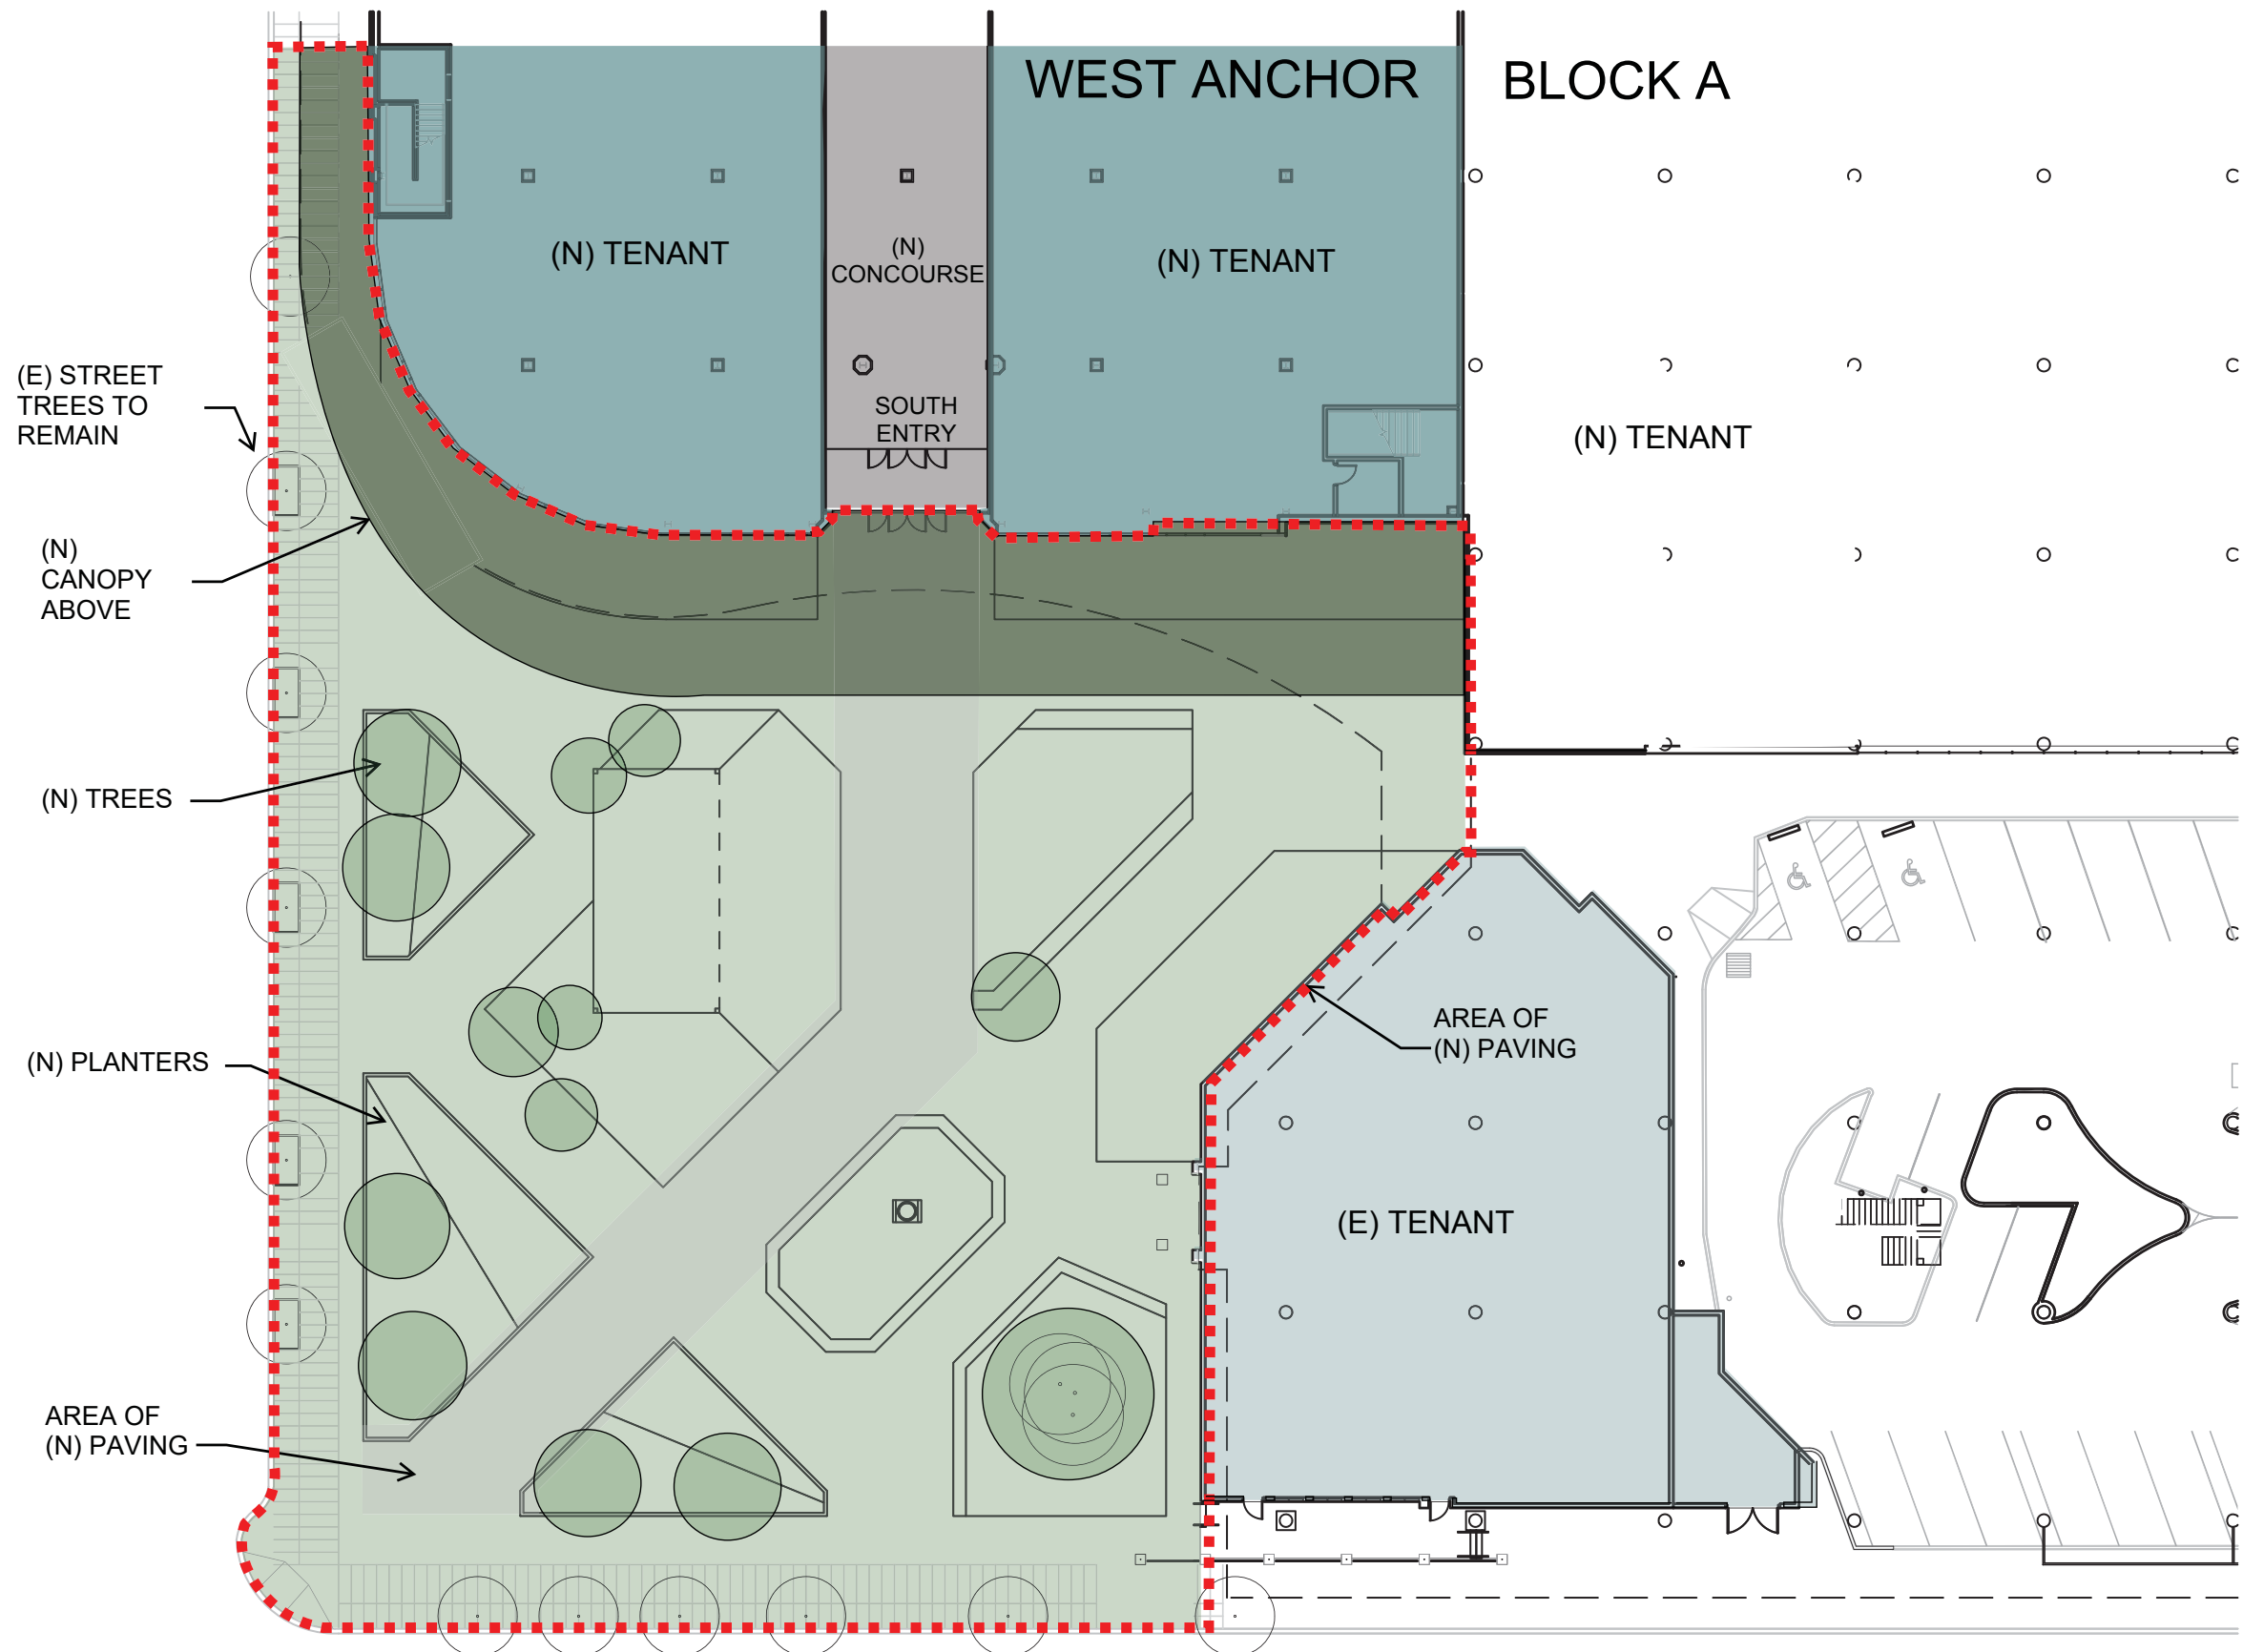 WEST ANCHOR
BLOCK A
(N) TENANT
(N)
CONCOURSE
(N) TENANT
SOUTH
ENTRY
(N) TENANT
(E) STREET
TREES TO
REMAIN
(N)
CANOPY
ABOVE
(N) TREES
(N) PLANTERS
AREA OF
(N) PAVING
AREA OF
(N) PAVING
(E) TENANT